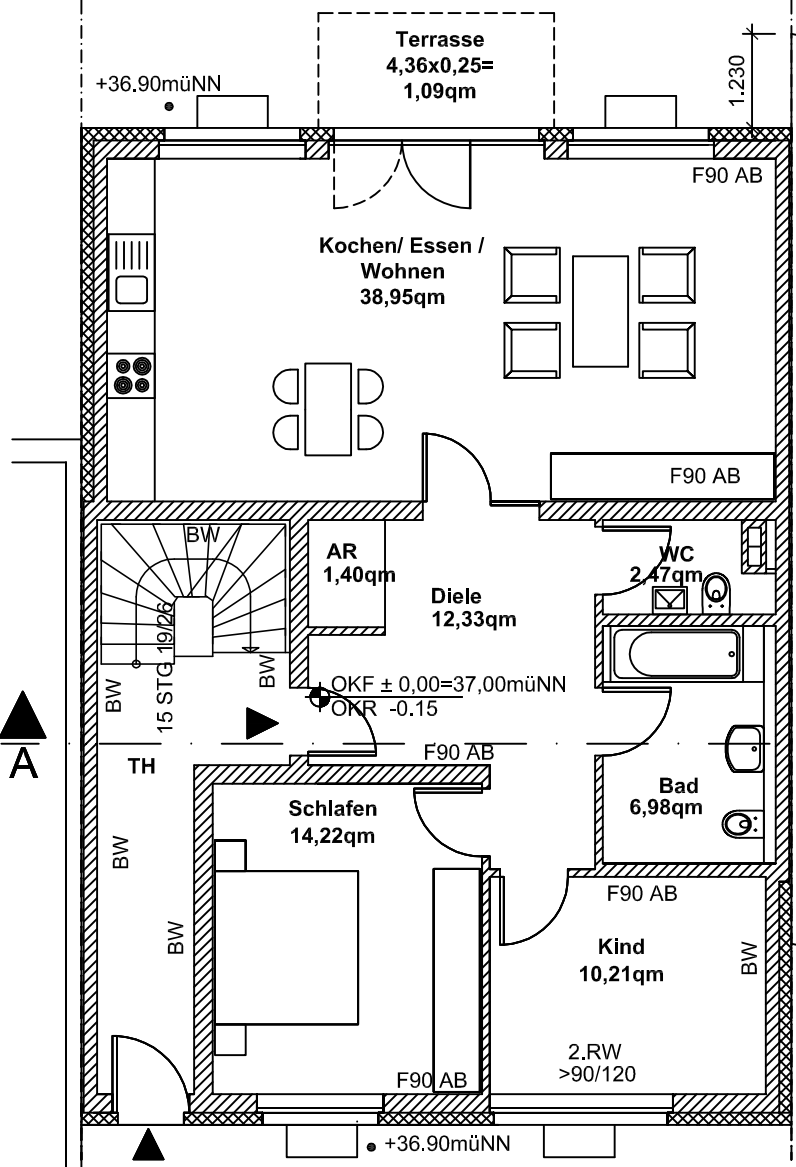 Terrasse
4,36x0,25=
1,09qm
+36.90müNN
1.230
F90 AB
Kochen/ Essen /
Wohnen
38,95qm
F90 AB
BW
AR
1,40qm
WC
2,47qm
Diele
12,33qm
15 STG 19/26
BW
BW
OKF ± 0,00=37,00müNN
OKR -0.15
A
TH
F90 AB
Schlafen
14,22qm
Bad
6,98qm
BW
BW
F90 AB
Kind
10,21qm
BW
2.RW
>90/120
F90 AB
+36.90müNN